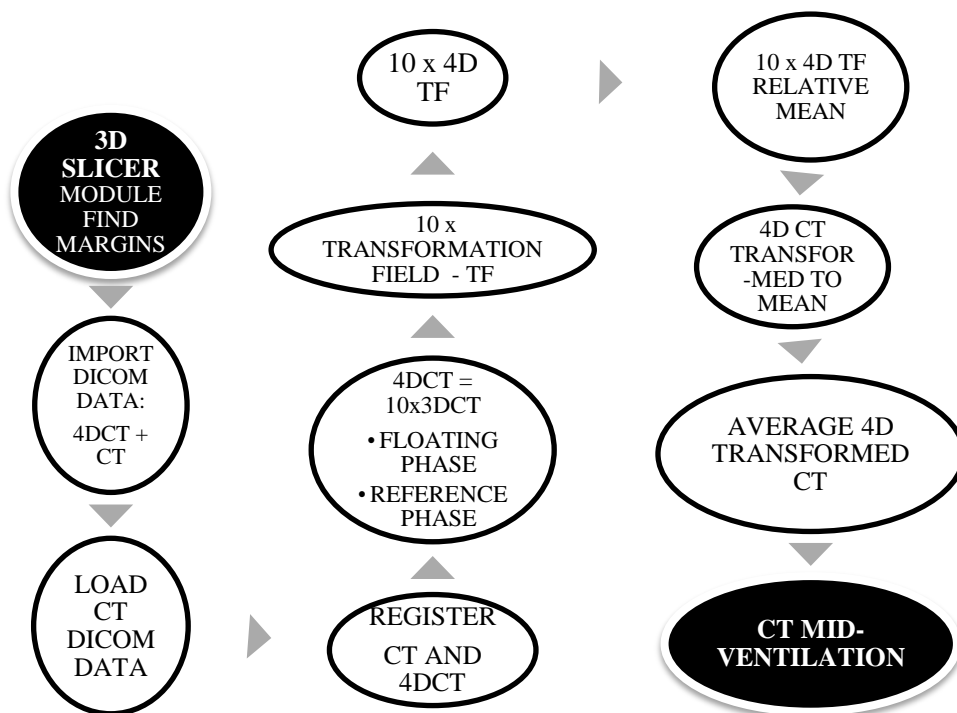 3D
SLICER
MODULE
FIND
MARGINS
IMPORT
DICOM
DATA:
4DCT +
CT
LOAD
CT
DICOM
DATA
REGISTER
CT AND
4DCT
4DCT =
10x3DCT
• FLOATING
PHASE
• REFERENCE
PHASE
10 x
TRANSFORMATION
FIELD - TF
10 x 4D
TF
10 x 4D TF
RELATIVE
MEAN
4D CT
TRANSFOR
-MED TO
MEAN
AVERAGE 4D
TRANSFORMED
CT
CT MID-
VENTILATION